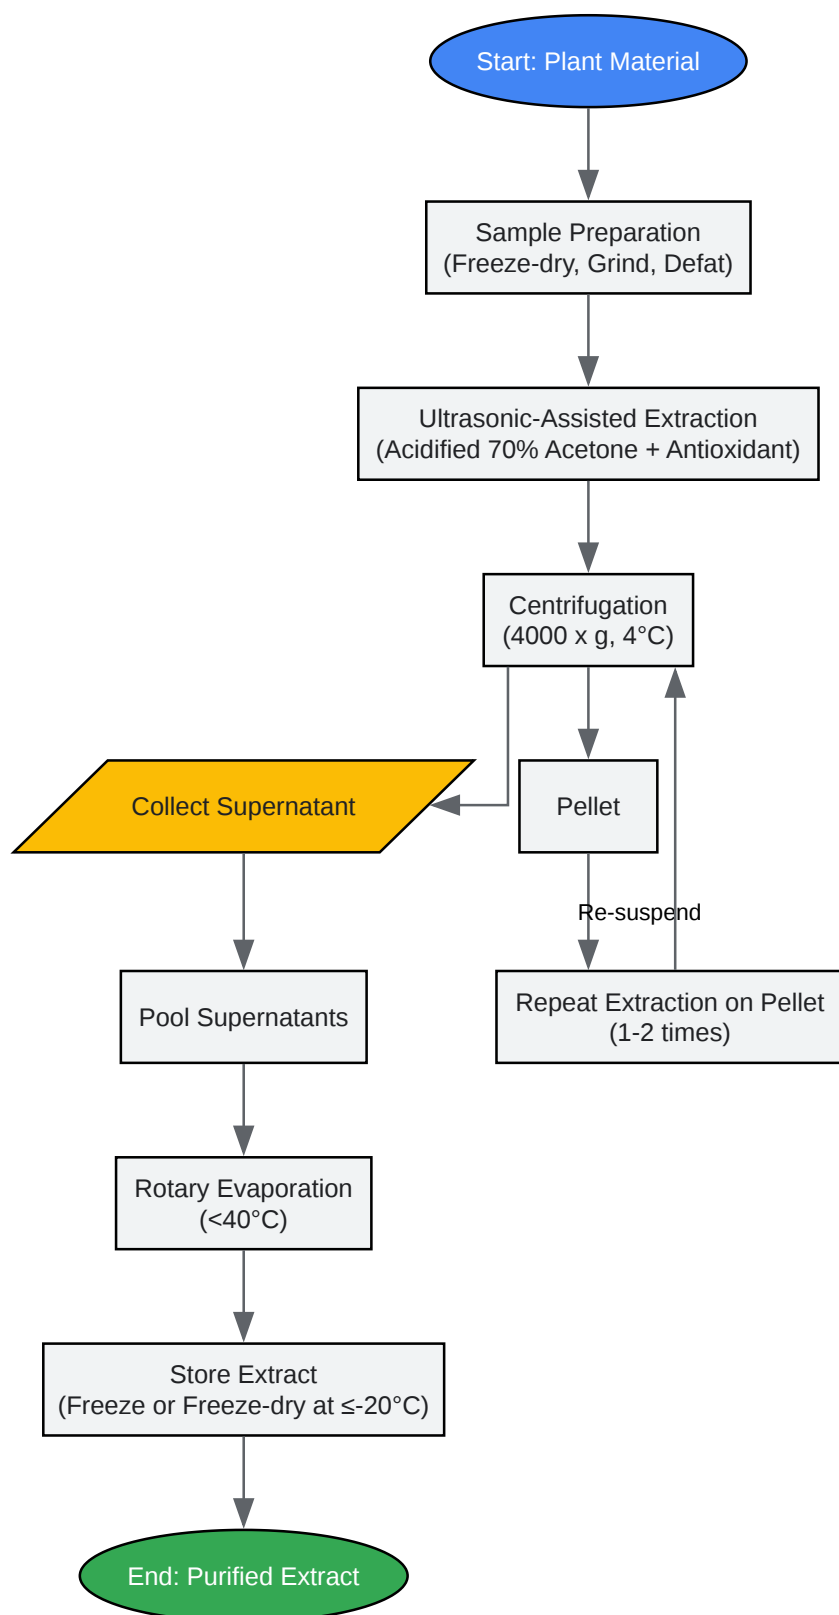 Start: Plant Material
Sample Preparation
(Freeze-dry, Grind, Defat)
Ultrasonic-Assisted Extraction
(Acidified 70% Acetone + Antioxidant)
Centrifugation
(4000 x g, 4°C)
Collect Supernatant
Pellet
Re-suspend
Pool Supernatants
Repeat Extraction on Pellet
(1-2 times)
Rotary Evaporation
(<40°C)
Store Extract
(Freeze or Freeze-dry at ≤-20°C)
End: Purified Extract